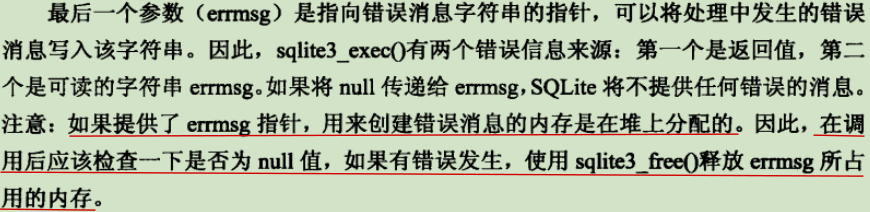 最后一个参数（errmsg）是指向错误消息字符串的指针，可以将处理中发生的错误
消息写入该字符串。因此，sqlite3_exec()有两个错误信息来源：第一个是返回值，第二
个是可读的字符串 errmsg。如果将 null 传递给 errmsg，SQLite 将不提供任何错误的消息。
注意：如果提供了 errmsg 指针，用来创建错误消息的内存是在堆上分配的。因此，在调
用后应该检查一下是否为 null 值，如果有错误发生，使用 sqlite3_free()释放 errmsg 所占
用的内存。